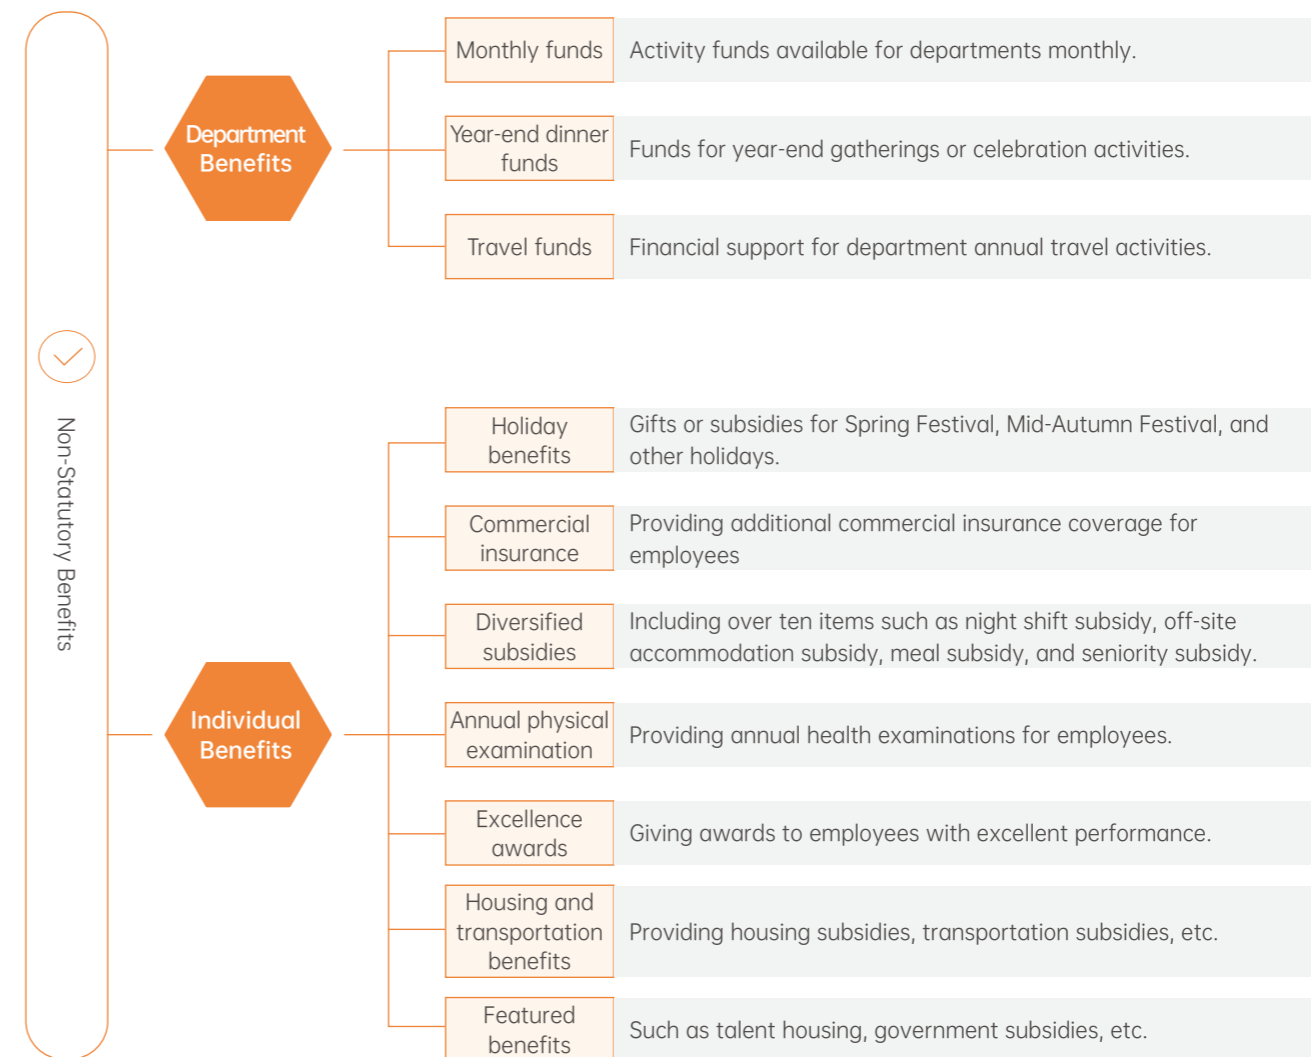 Non-Statutory Benefits
Department
Benefits
Monthly funds
Activity funds available for departments monthly.
Year-end dinner
funds
Funds for year-end gatherings or celebration activities.
Travel funds
Financial support for department annual travel activities.
Individual
Benefits
Holiday
benefits
Gifts or subsidies for Spring Festival, Mid-Autumn Festival, and
other holidays.
Commercial
insurance
Providing additional commercial insurance coverage for
employees
Diversified
subsidies
Including over ten items such as night shift subsidy, off-site
accommodation subsidy, meal subsidy, and seniority subsidy.
Annual physical
examination
Providing annual health examinations for employees.
Excellence
awards
Giving awards to employees with excellent performance.
Housing and
transportation
benefits
Providing housing subsidies, transportation subsidies, etc.
Featured
benefits
Such as talent housing, government subsidies, etc.